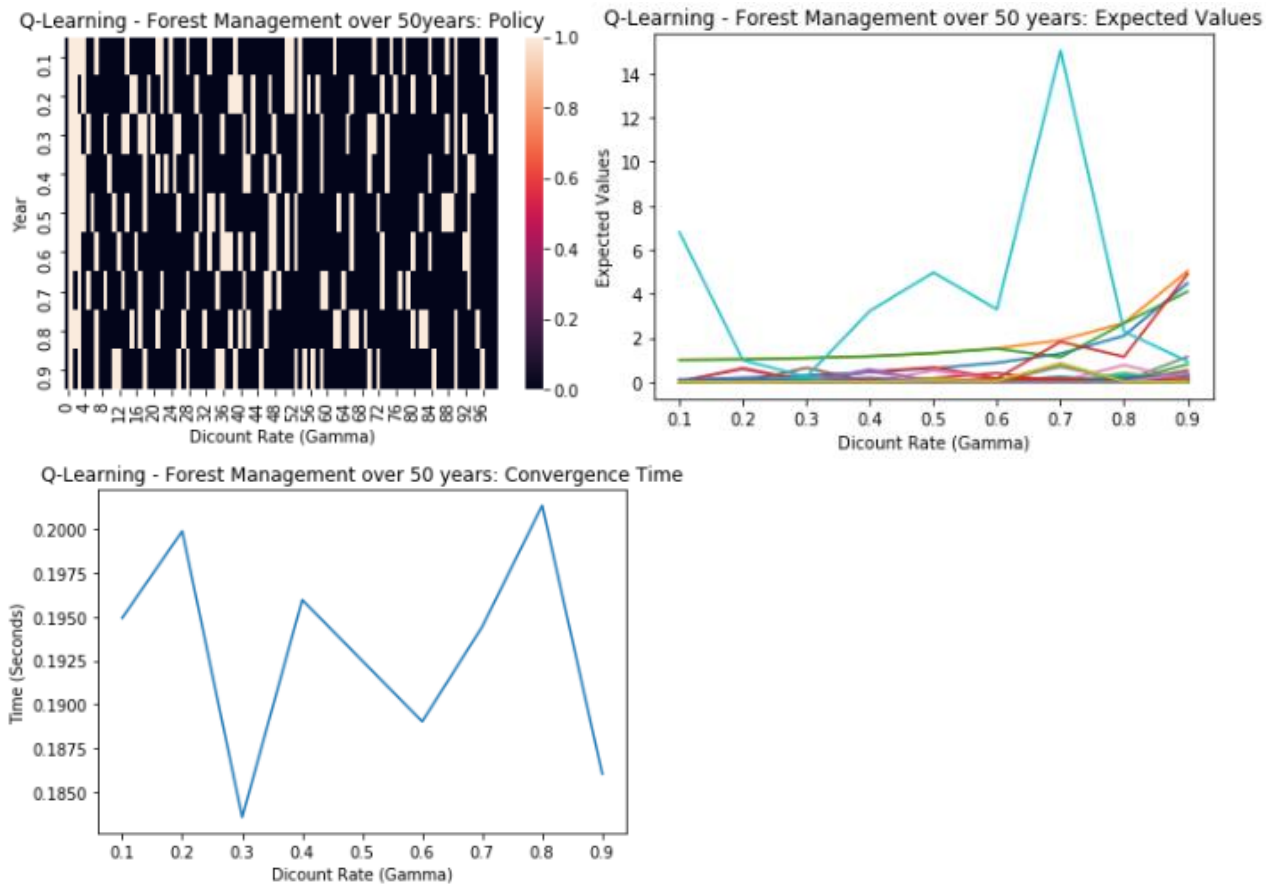 Q-Learning - Forest Management over 50years: Policy
Year
0.1
0.2
0.3
0.4
0.5
0.6
0.7
0.8
0.9
0 4 8 12 16 20 24 28 32 36 40 44 48 52 56 60 64 68 72 76 80 84 88 92 96
Dicount Rate (Gamma)
1.0
0.8
0.6
0.4
0.2
0.0
Q-Learning - Forest Management over 50 years: Expected Values
Expected Values
14
12
10
8
6
4
2
0
0.1 0.2 0.3 0.4 0.5 0.6 0.7 0.8 0.9
Dicount Rate (Gamma)
Q-Learning - Forest Management over 50 years: Convergence Time
Time (Seconds)
0.2000
0.1975
0.1950
0.1925
0.1900
0.1875
0.1850
0.1 0.2 0.3 0.4 0.5 0.6 0.7 0.8 0.9
Dicount Rate (Gamma)